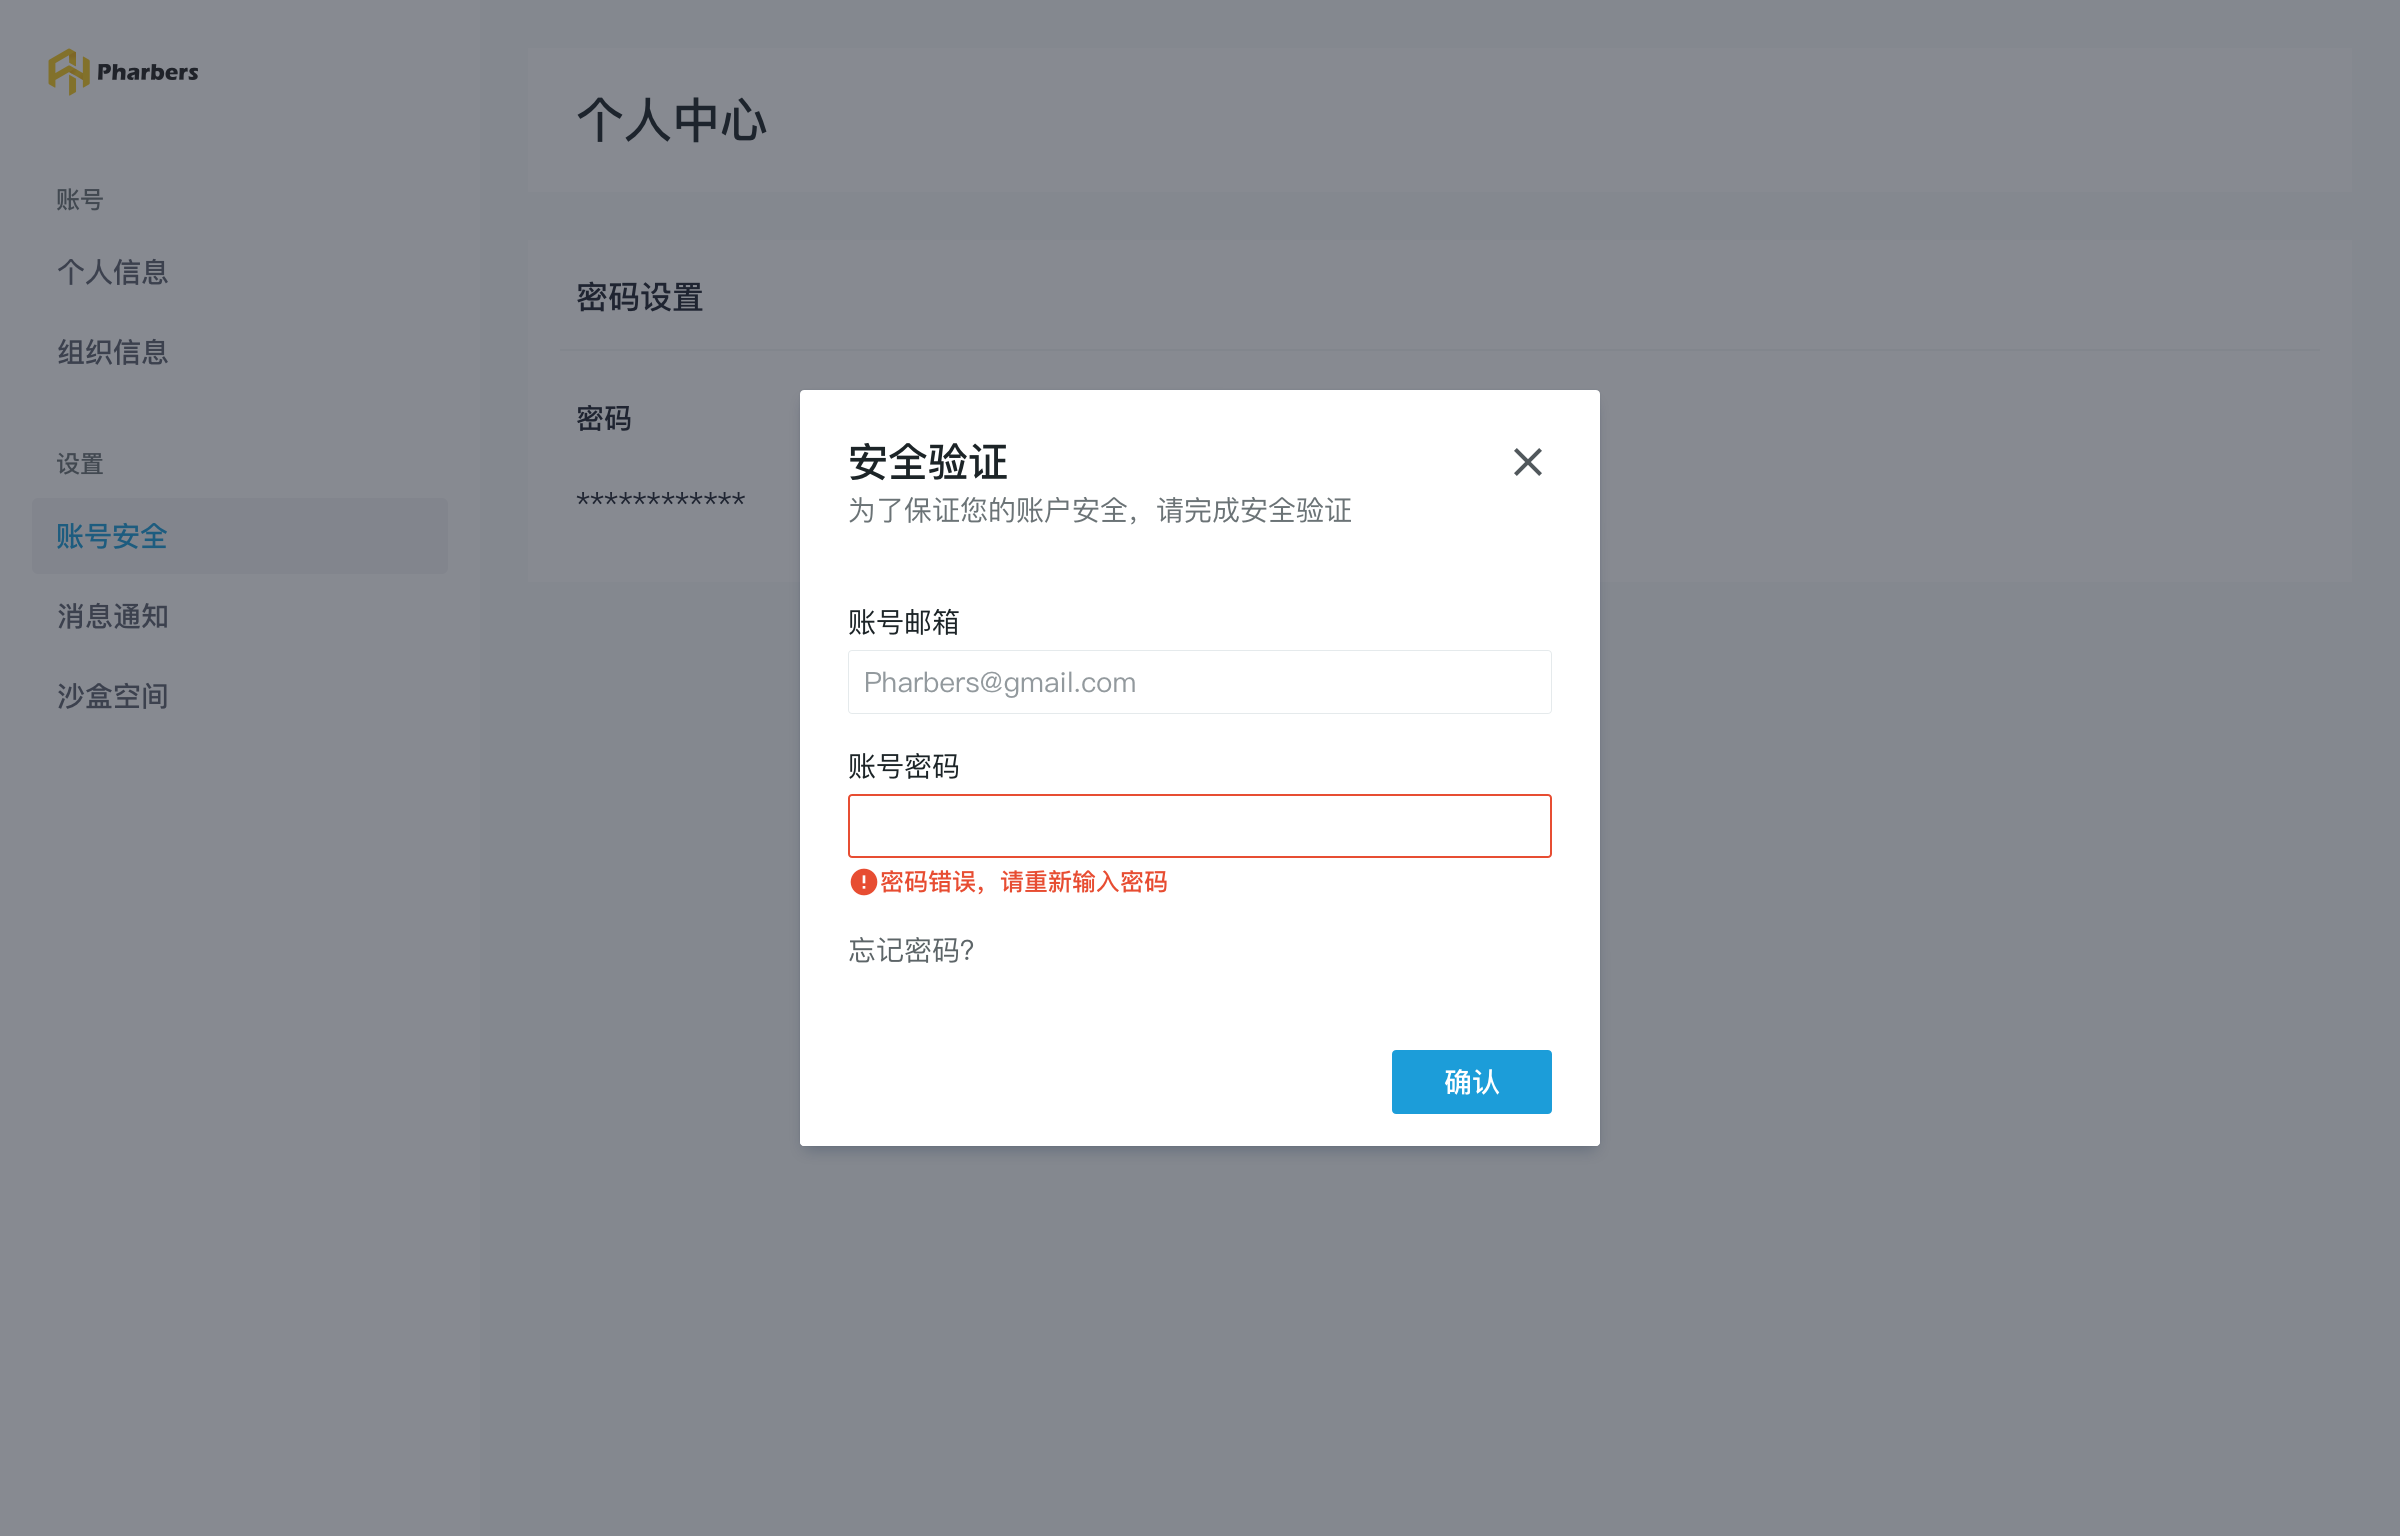 Pharbers
账号
个人信息
组织信息
设置
账号安全
消息通知
沙盒空间
个人中心
密码设置
密码
************
安全验证
为了保证您的账户安全，请完成安全验证
账号邮箱
Pharbers@gmail.com
账号密码
密码错误，请重新输入密码
忘记密码?
确认